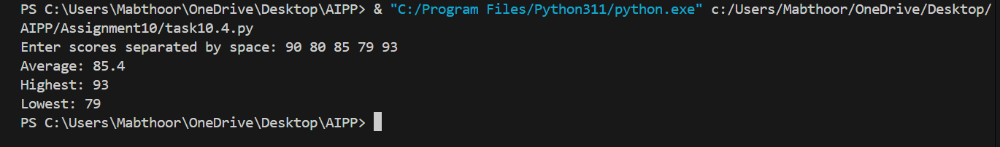 PS C:\Users\Mabthoor\OneDrive\Desktop\AIPP> & "C:/Program Files/Python311/python.exe" c:/Users/Mabthoor/OneDrive/Desktop/
AIPP/Assignment10/task10.4.py
Enter scores separated by space: 90 80 85 79 93
Average: 85.4
Highest: 93
Lowest: 79
PS C:\Users\Mabthoor\OneDrive\Desktop\AIPP>